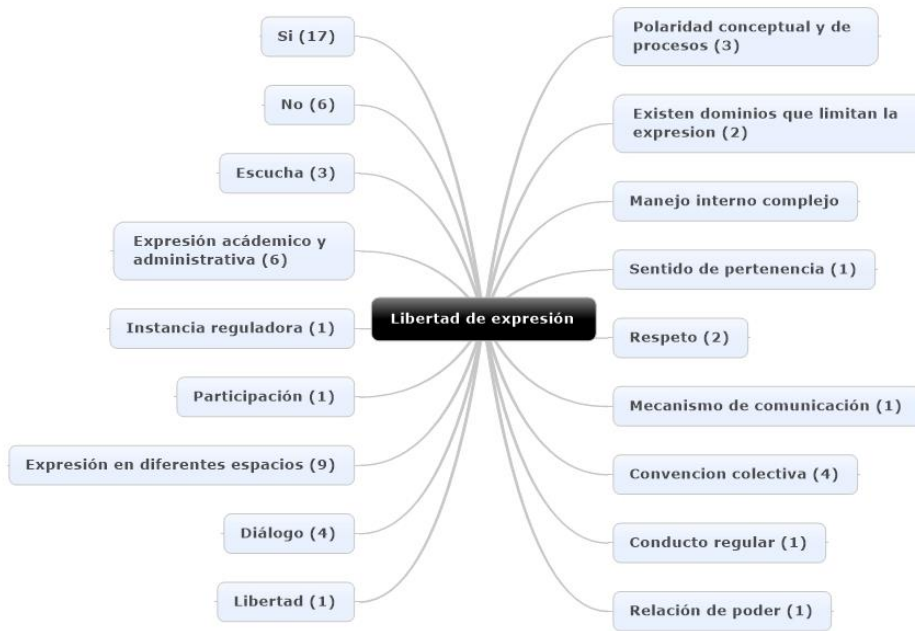 Si (17)
No (6)
Escucha (3)
Expresión acádemico y
administrativa (6)
Instancia reguladora (1)
Participación (1)
Expresión en diferentes espacios (9)
Diálogo (4)
Libertad (1)
Libertad de expresión
Polaridad conceptual y de
procesos (3)
Existen dominios que limitan la
expresion (2)
Manejo interno complejo
Sentido de pertenencia (1)
Respeto (2)
Mecanismo de comunicación (1)
Convencion colectiva (4)
Conducto regular (1)
Relación de poder (1)